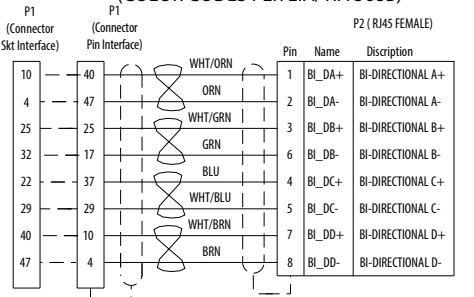 P1
(Connector
Skt Interface)
P1
(Connector
Pin Interface)
P2 ( RJ45 FEMALE)
Pin Name Discription
10 40 WHT/ORN 1 BI_DA+ BI-DIRECTIONAL A+
4 47 ORN 2 BI_DA- BI-DIRECTIONAL A-
25 25 WHT/GRN 3 BI_DB+ BI-DIRECTIONAL B+
32 17 GRN 6 BI_DB- BI-DIRECTIONAL B-
22 37 BLU 4 BI_DC+ BI-DIRECTIONAL C+
29 29 WHT/BLU 5 BI_DC- BI-DIRECTIONAL C-
40 10 WHT/BRN 7 BI_DD+ BI-DIRECTIONAL D+
47 4 BRN 8 BI_DD- BI-DIRECTIONAL D-